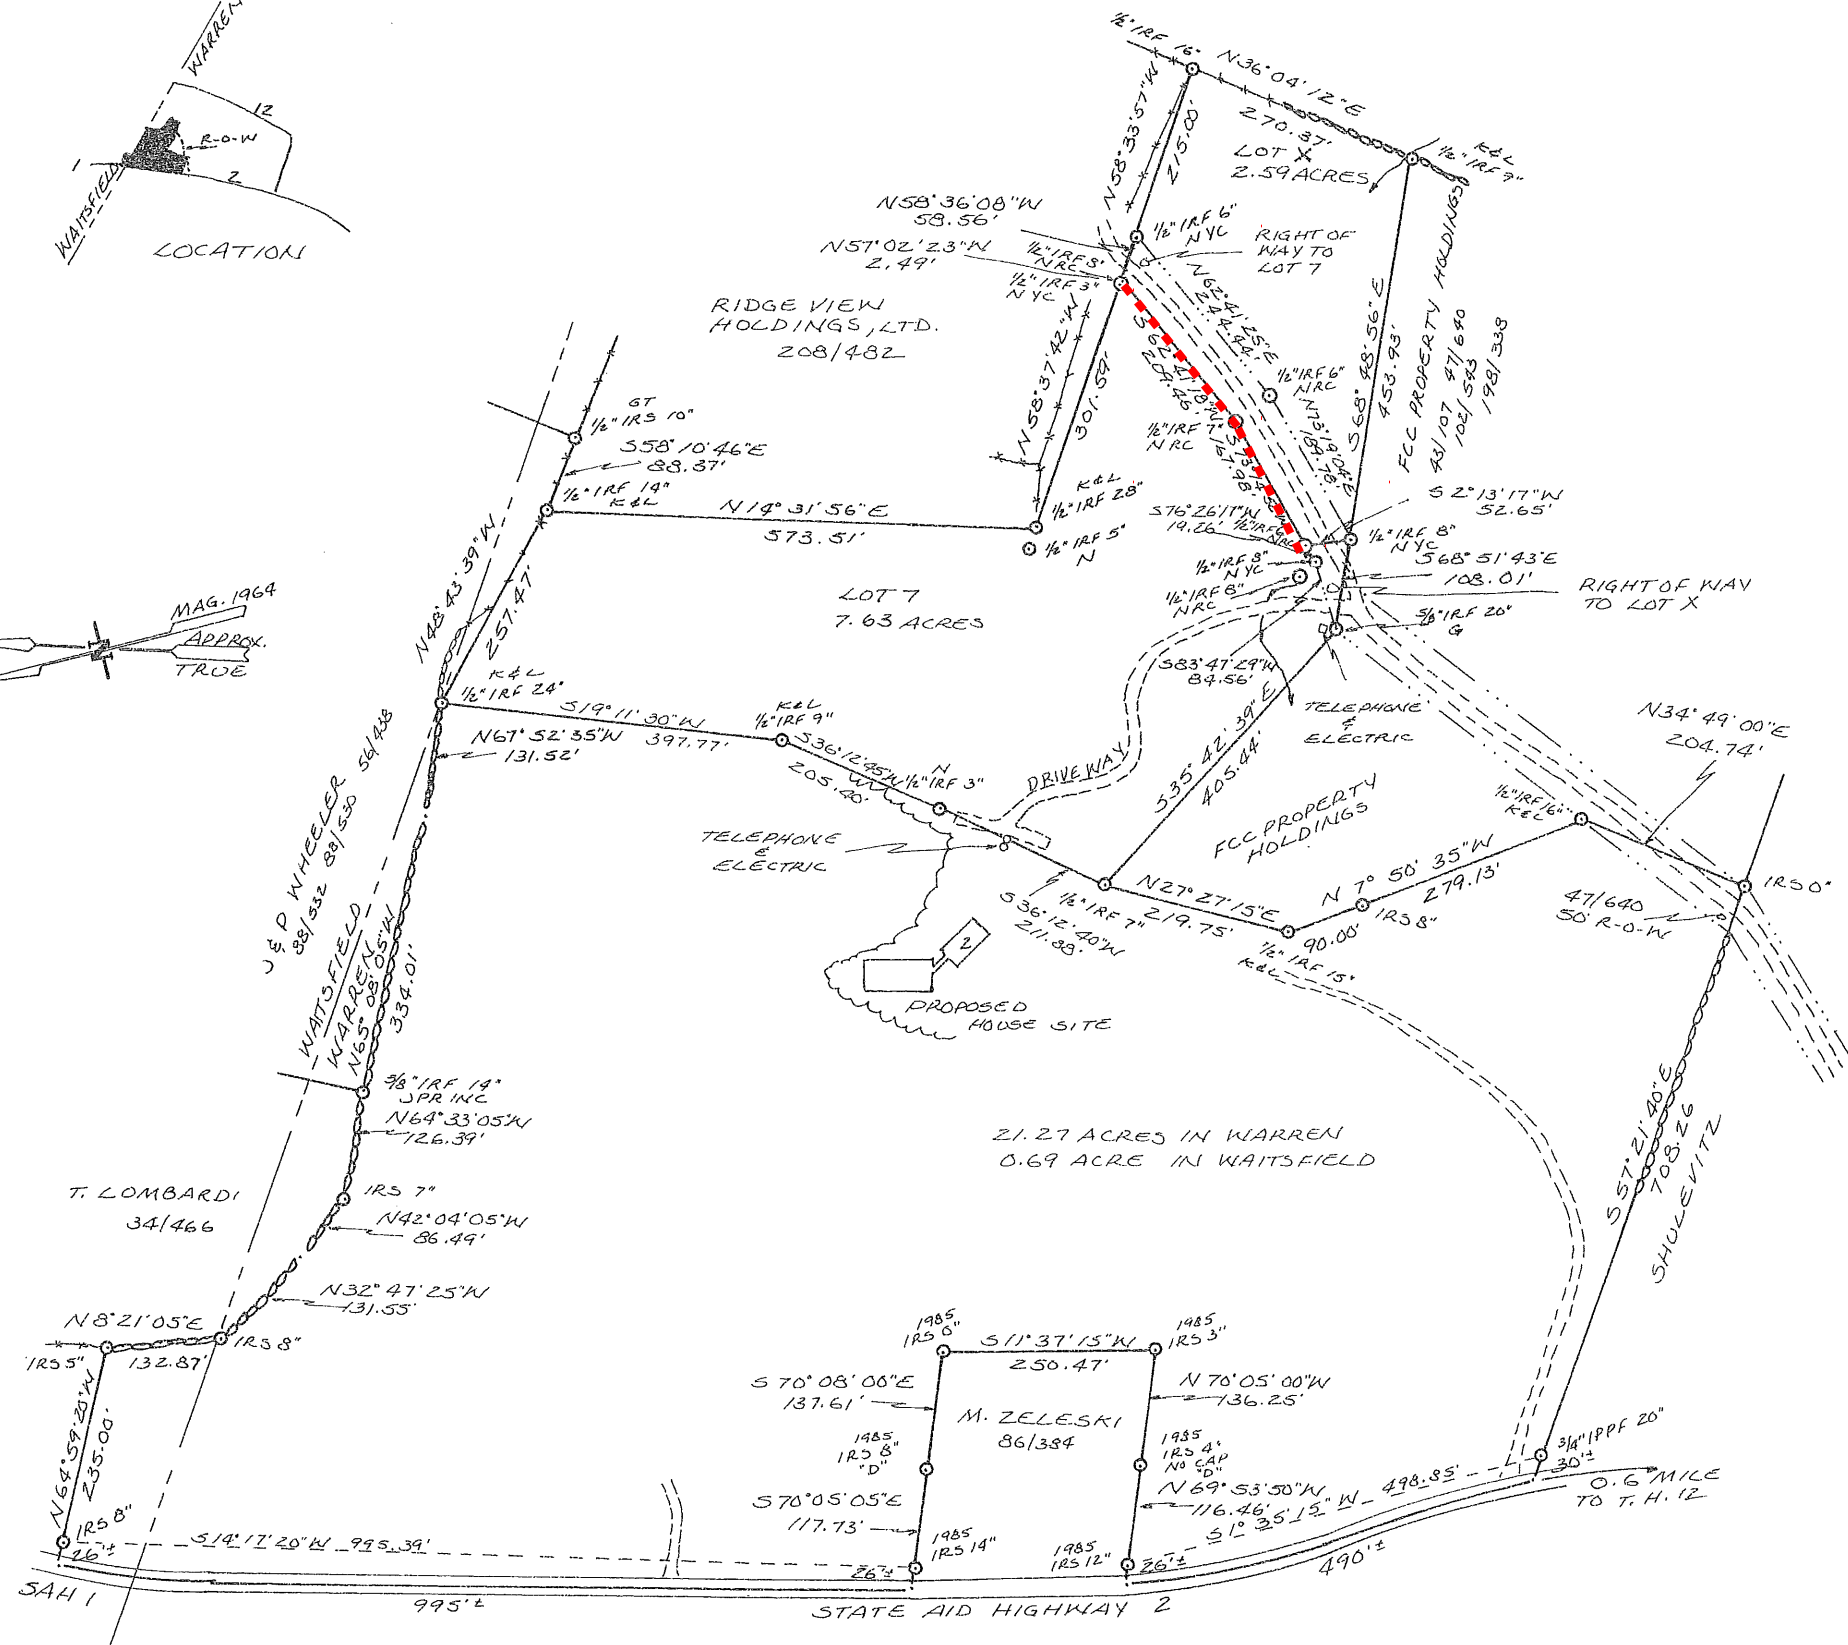 WARREN
WAITSFIELD
12
R-O-W
1
2
LOCATION
MAG. 1964
APPROX.
TRUE
1/2" IRF 16"
N36°04'12"E
270.37'
LOT X
2.59 ACRES
K&L
1/2" IRF 9"
N58°33'57"W
215.00'
N58°36'08"W
58.56'
N57°02'23"W
2.49'
1/2" IRF 6"
NYC
1/2" IRF 8"
NRC
1/2" IRF 3"
NYC
RIGHT OF
WAY TO
LOT 7
RIDGE VIEW
HOLDINGS, LTD.
208/482
N62°41'25"E
244.44'
S68°48'56"E
453.93'
FCC PROPERTY HOLDINGS
43/107 47/640
102/543
198/338
N58°37'42"W
301.59'
209.46'
1/2" IRF 6"
NRC
1/2" IRF 7"
NRC
N73°19'04"E
189.78'
167.98'
GT
1/2" IRS 10"
S58°10'46"E
88.37'
1/2" IRF 14"
K&L
N14°31'56"E
573.51'
K&L
1/2" IRF 28"
1/2" IRF 5"
N
S76°26'17"W
19.26'
NRC
S2°13'17"W
52.65'
1/2" IRF 8"
NYC
1/2" IRF 8"
NYC
1/2" IRF 8"
NRC
S68°51'43"E
108.01'
RIGHT OF WAY
TO LOT X
5/8" IRF 20"
G
N48°43'39"W
257.47'
LOT 7
7.63 ACRES
S83°47'29"W
84.56'
TELEPHONE
&
ELECTRIC
K&L
1/2" IRF 24"
S19°11'30"W
397.77'
K&L
1/2" IRF 9"
N67°52'35"W
131.52'
S36°12'45"W
205.40'
N
1/2" IRF 3"
DRIVEWAY
S35°42'39"E
405.44'
N34°49'00"E
204.74'
FCC PROPERTY
HOLDINGS
1/2" IRF 16"
K&L
TELEPHONE
&
ELECTRIC
J & P WHEELER 56/438
88/532 88/530
N27°27'15"E
219.75'
1/2" IRF 7"
S36°12'40"W
211.88'
N7°50'35"W
279.13'
90.00'
IRS 8"
IRS 0"
47/640
50' R-O-W
1/2" IRF 15"
K&L
2
PROPOSED
HOUSE SITE
WAITSFIELD
WARREN
N65°08'05"W
334.01'
5/8" IRF 14"
JPR INC
N64°33'05"W
126.39'
21.27 ACRES IN WARREN
0.69 ACRE IN WAITSFIELD
S57°21'40"E
708.26
SHULEVITZ
T. LOMBARDI
34/466
IRS 7"
N42°04'05"W
86.49'
N32°47'25"W
131.55'
N8°21'05"E
132.87'
IRS 5"
IRS 8"
N64°59'20"W
235.00'
1985
IRS 6"
S11°37'15"W
250.47'
1985
IRS 3"
S70°08'00"E
137.61'
N70°05'00"W
136.25'
M. ZELESKI
86/384
1985
IRS 8"
"D"
1985
IRS 4"
NO CAP
"D"
S70°05'05"E
117.73'
N69°53'50"W
116.46'
S1°35'15"W 498.85'
3/4" IPPF 20"
30'±
0.6 MILE
TO T.H. 12
IRS 8"
26'±
S14°17'20"W 995.39'
1985
IRS 14"
26'±
1985
IRS 12"
26'±
SAH 1
995'±
STATE AID HIGHWAY 2
490'±